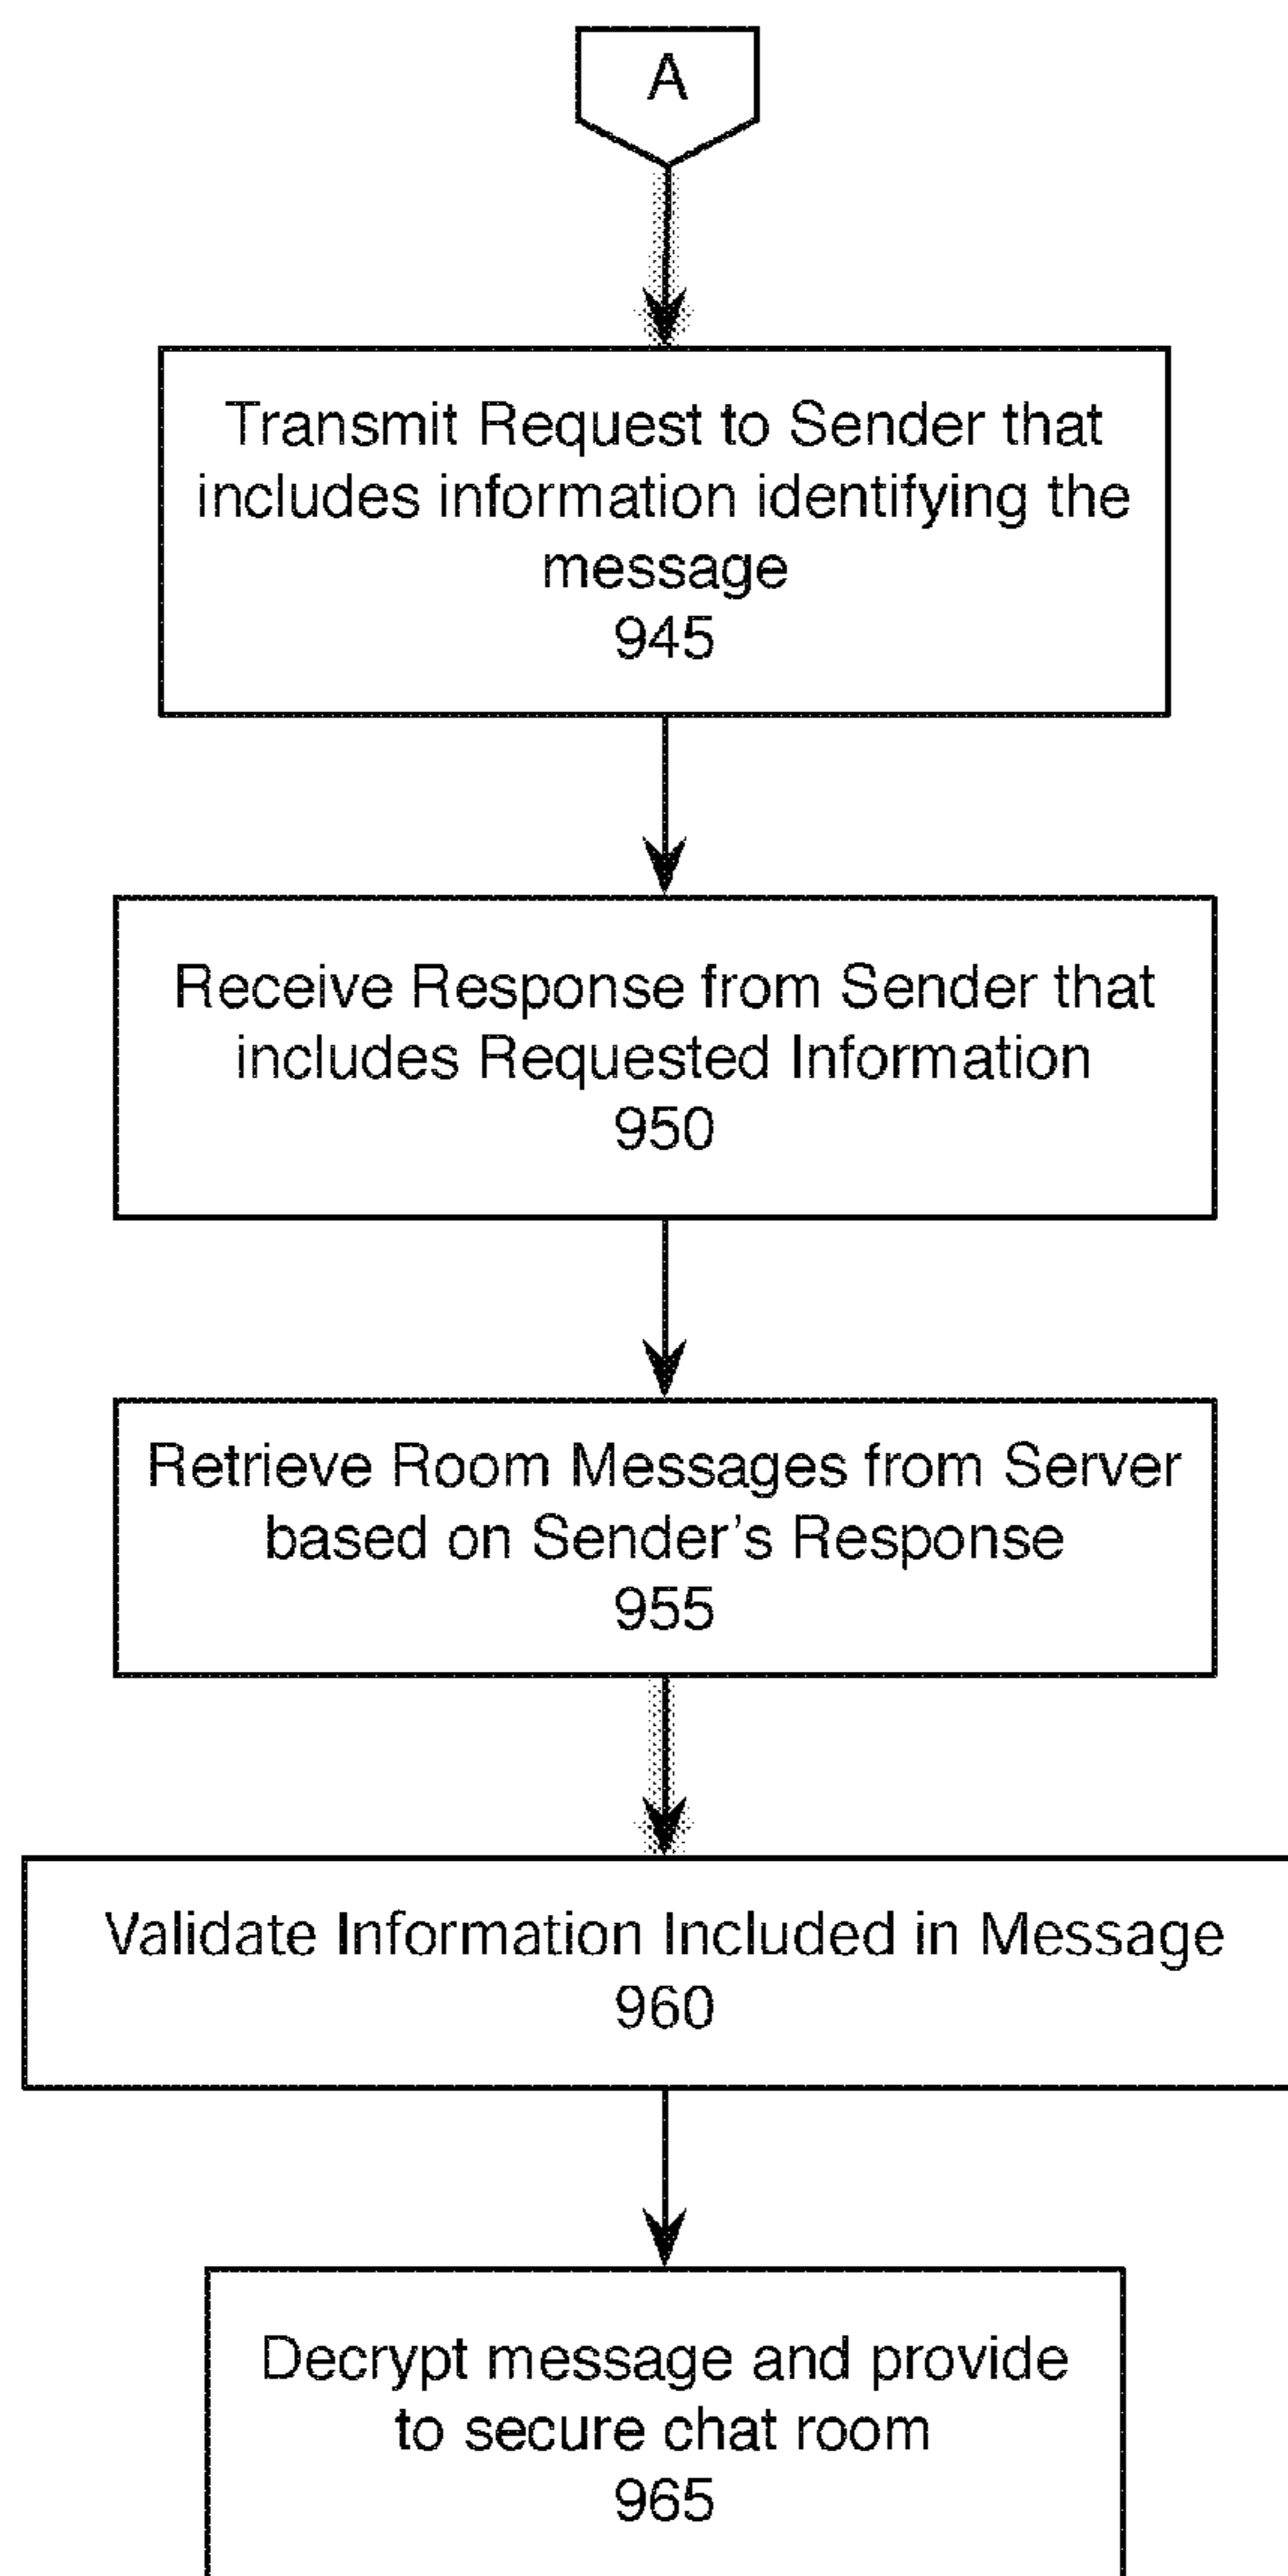 A
Transmit Request to Sender that
includes information identifying the
message
945
Receive Response from Sender that
includes Requested Information
950
Retrieve Room Messages from Server
based on Sender's Response
955
Validate Information Included in Message
960
Decrypt message and provide
to secure chat room
965